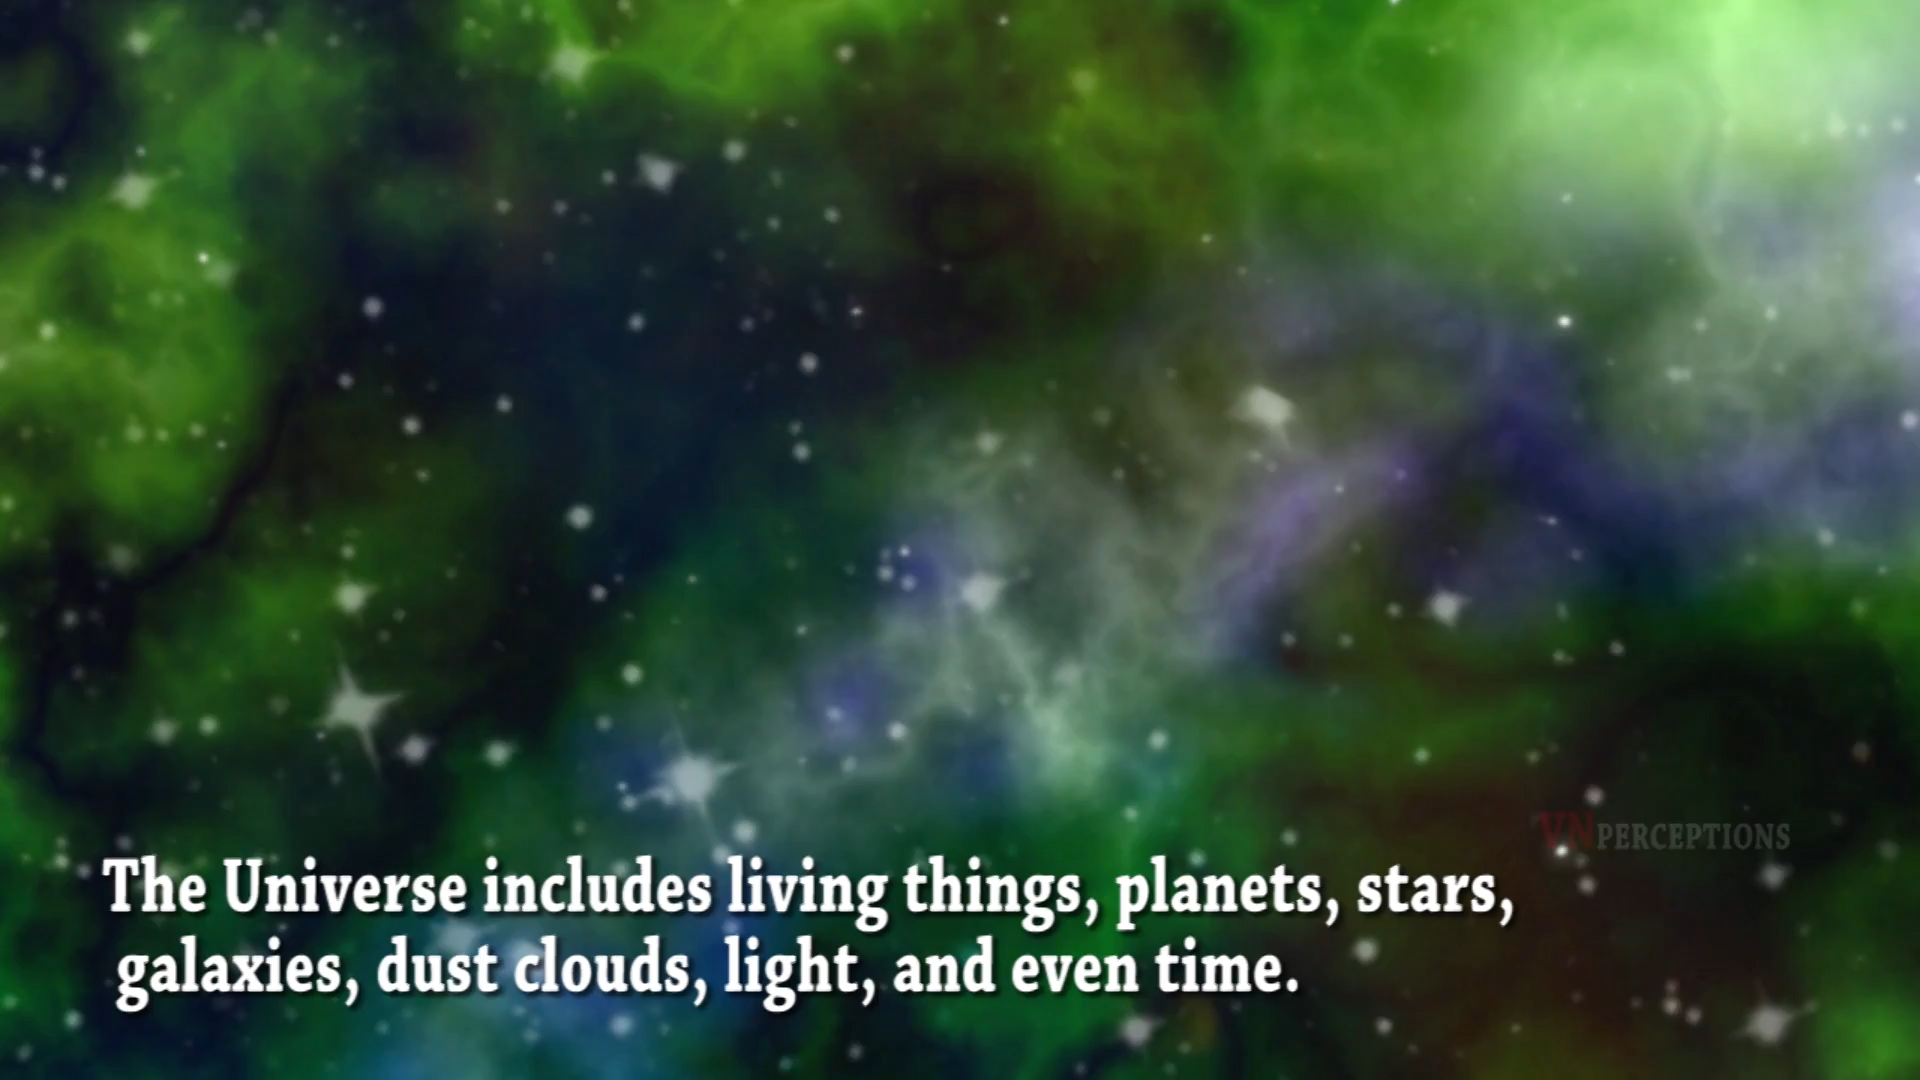 VNPERCEPTIONS
The Universe includes living things, planets, stars,
galaxies, dust clouds, light, and even time.